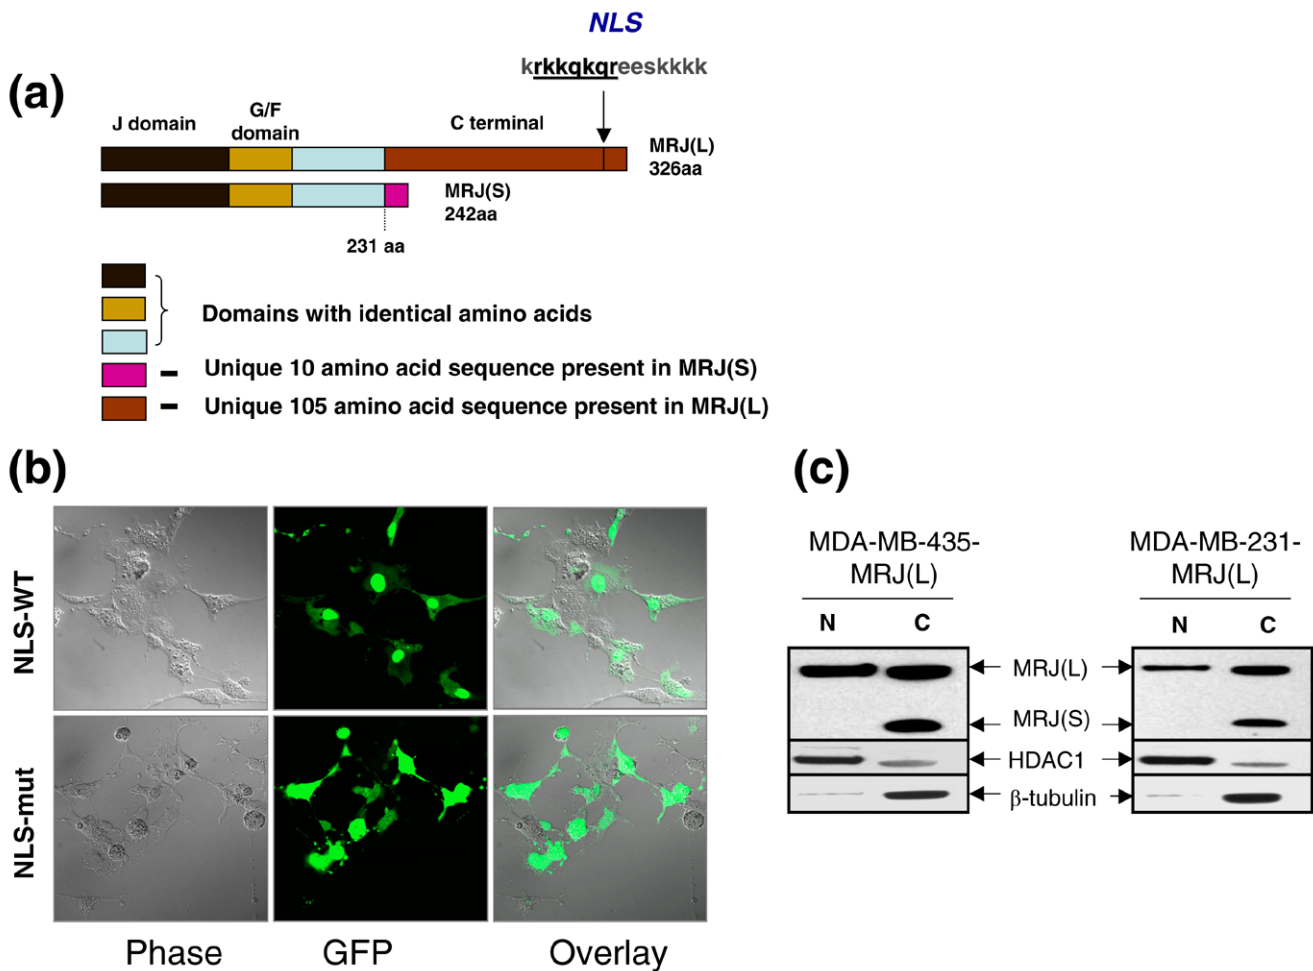 NLS
krkkqkqreeskkkk
(a)
J domain
G/F
domain
C terminal
MRJ(L)
326aa
MRJ(S)
242aa
231 aa
Domains with identical amino acids
Unique 10 amino acid sequence present in MRJ(S)
Unique 105 amino acid sequence present in MRJ(L)
(b)
NLS-WT
NLS-mut
Phase
GFP
Overlay
(c)
MDA-MB-435-
MRJ(L)
MDA-MB-231-
MRJ(L)
N
C
N
C
MRJ(L)
MRJ(S)
HDAC1
β-tubulin